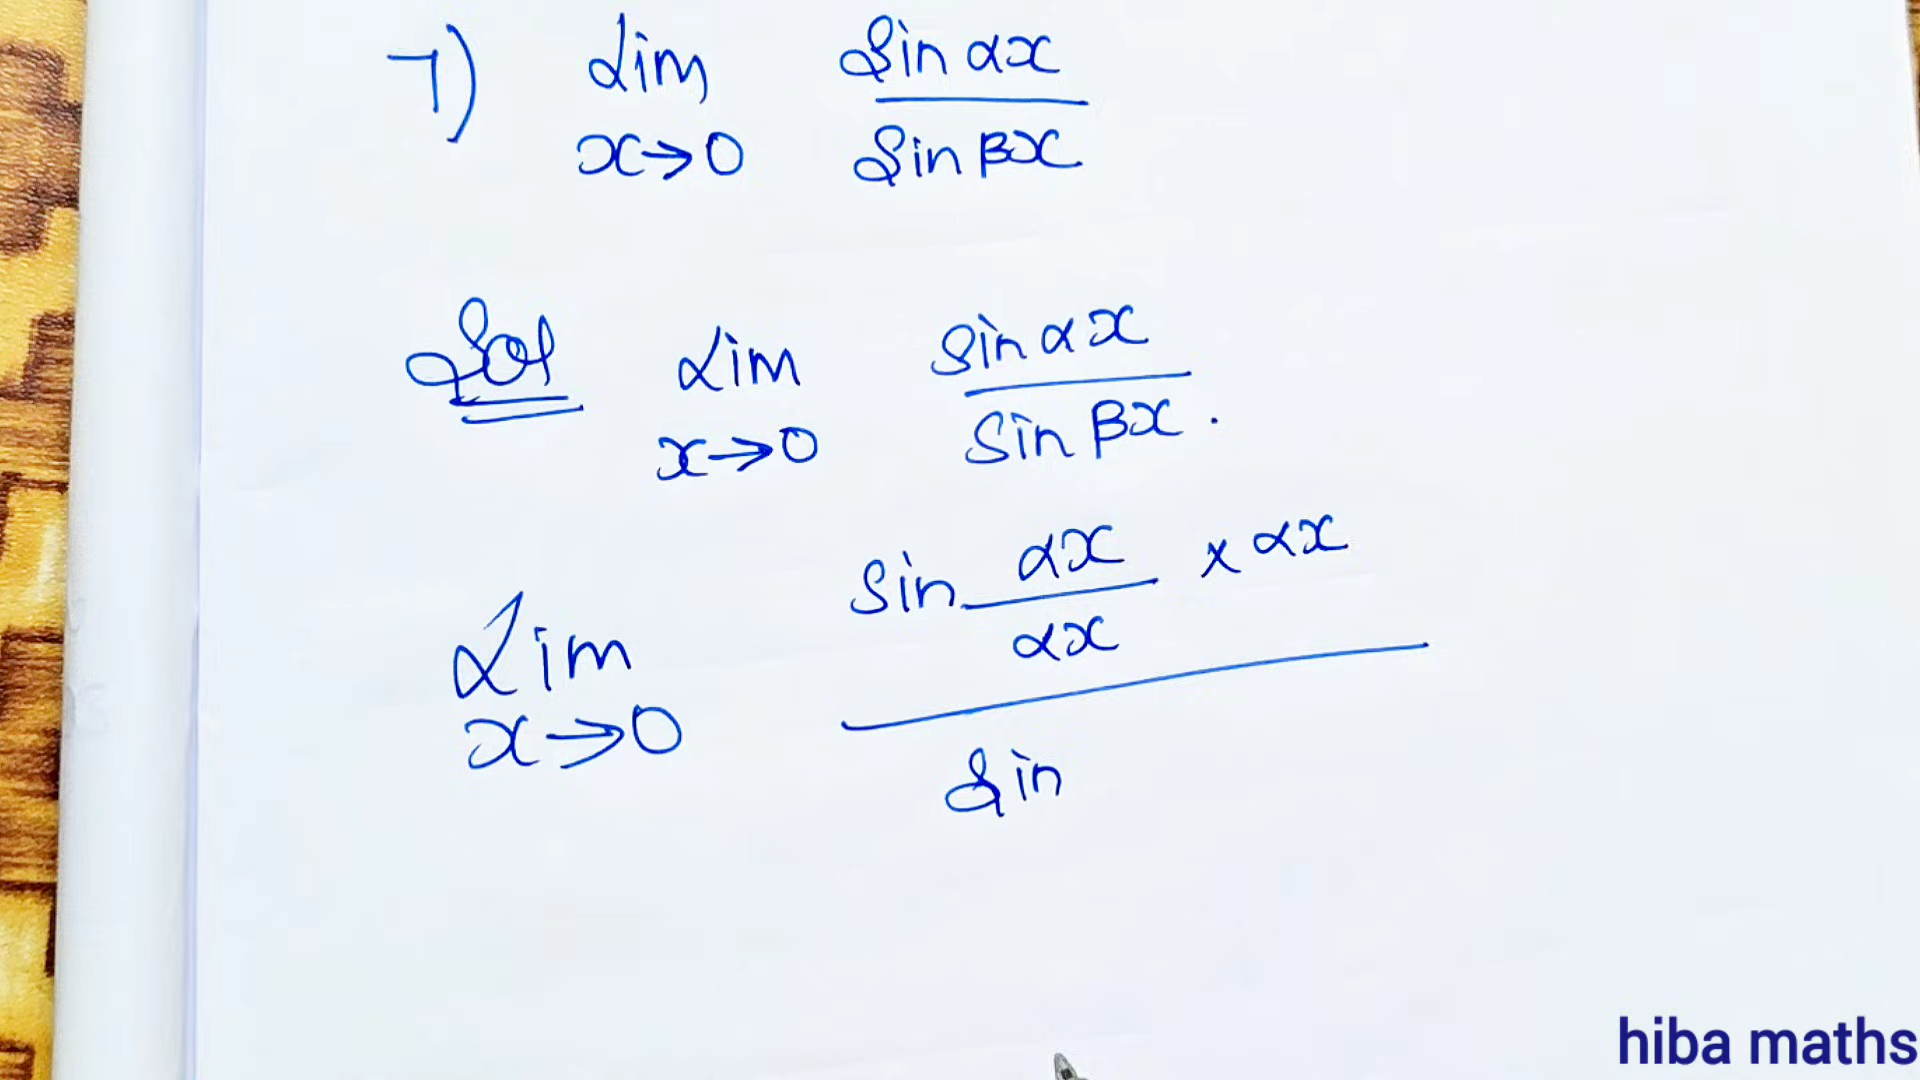 7) Lim sin αx
x→0 sin βx
Sol Lim sin αx
x→0 sin βx .
sin αx × αx
Lim αx
x→0 sin
hiba maths